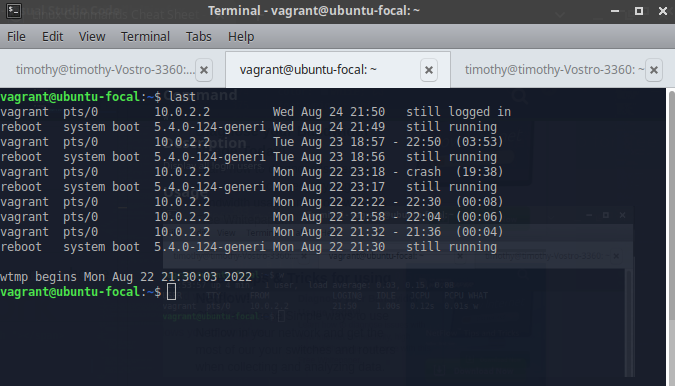 Terminal - vagrant@ubuntu-focal: ~
File Edit View Terminal Tabs Help
timothy@timothy-Vostro-3360:... vagrant@ubuntu-focal: ~ timothy@timothy-Vostro-3360: ~
vagrant@ubuntu-focal:~$ last
vagrant  pts/0        10.0.2.2         Wed Aug 24 21:50   still logged in
reboot   system boot  5.4.0-124-generi Wed Aug 24 21:49   still running
vagrant  pts/0        10.0.2.2         Tue Aug 23 18:57 - 22:50  (03:53)
reboot   system boot  5.4.0-124-generi Tue Aug 23 18:56   still running
vagrant  pts/0        10.0.2.2         Mon Aug 22 23:18 - crash  (19:38)
reboot   system boot  5.4.0-124-generi Mon Aug 22 23:17   still running
vagrant  pts/0        10.0.2.2         Mon Aug 22 22:22 - 22:30  (00:08)
vagrant  pts/0        10.0.2.2         Mon Aug 22 21:58 - 22:04  (00:06)
vagrant  pts/0        10.0.2.2         Mon Aug 22 21:32 - 21:36  (00:04)
reboot   system boot  5.4.0-124-generi Mon Aug 22 21:30   still running
wtmp begins Mon Aug 22 21:30:03 2022
vagrant@ubuntu-focal:~$